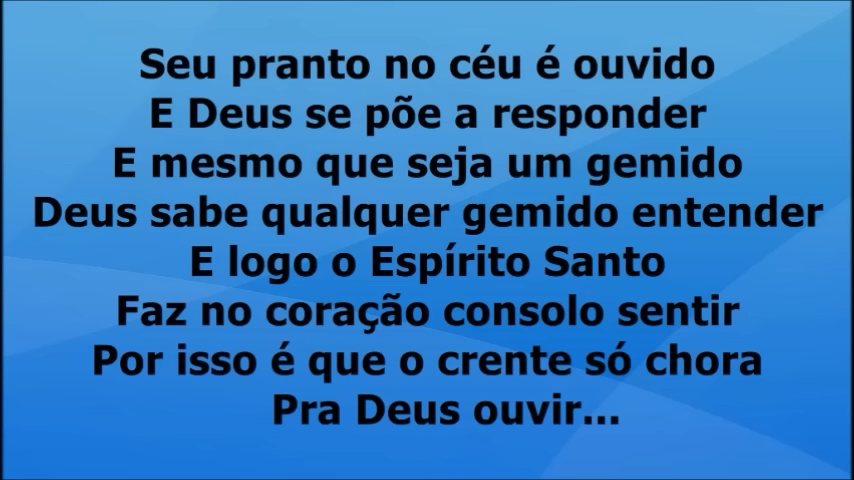 Seu pranto no céu é ouvido
E Deus se põe a responder
E mesmo que seja um gemido
Deus sabe qualquer gemido entender
E logo o Espírito Santo
Faz no coração consolo sentir
Por isso é que o crente só chora
Pra Deus ouvir...